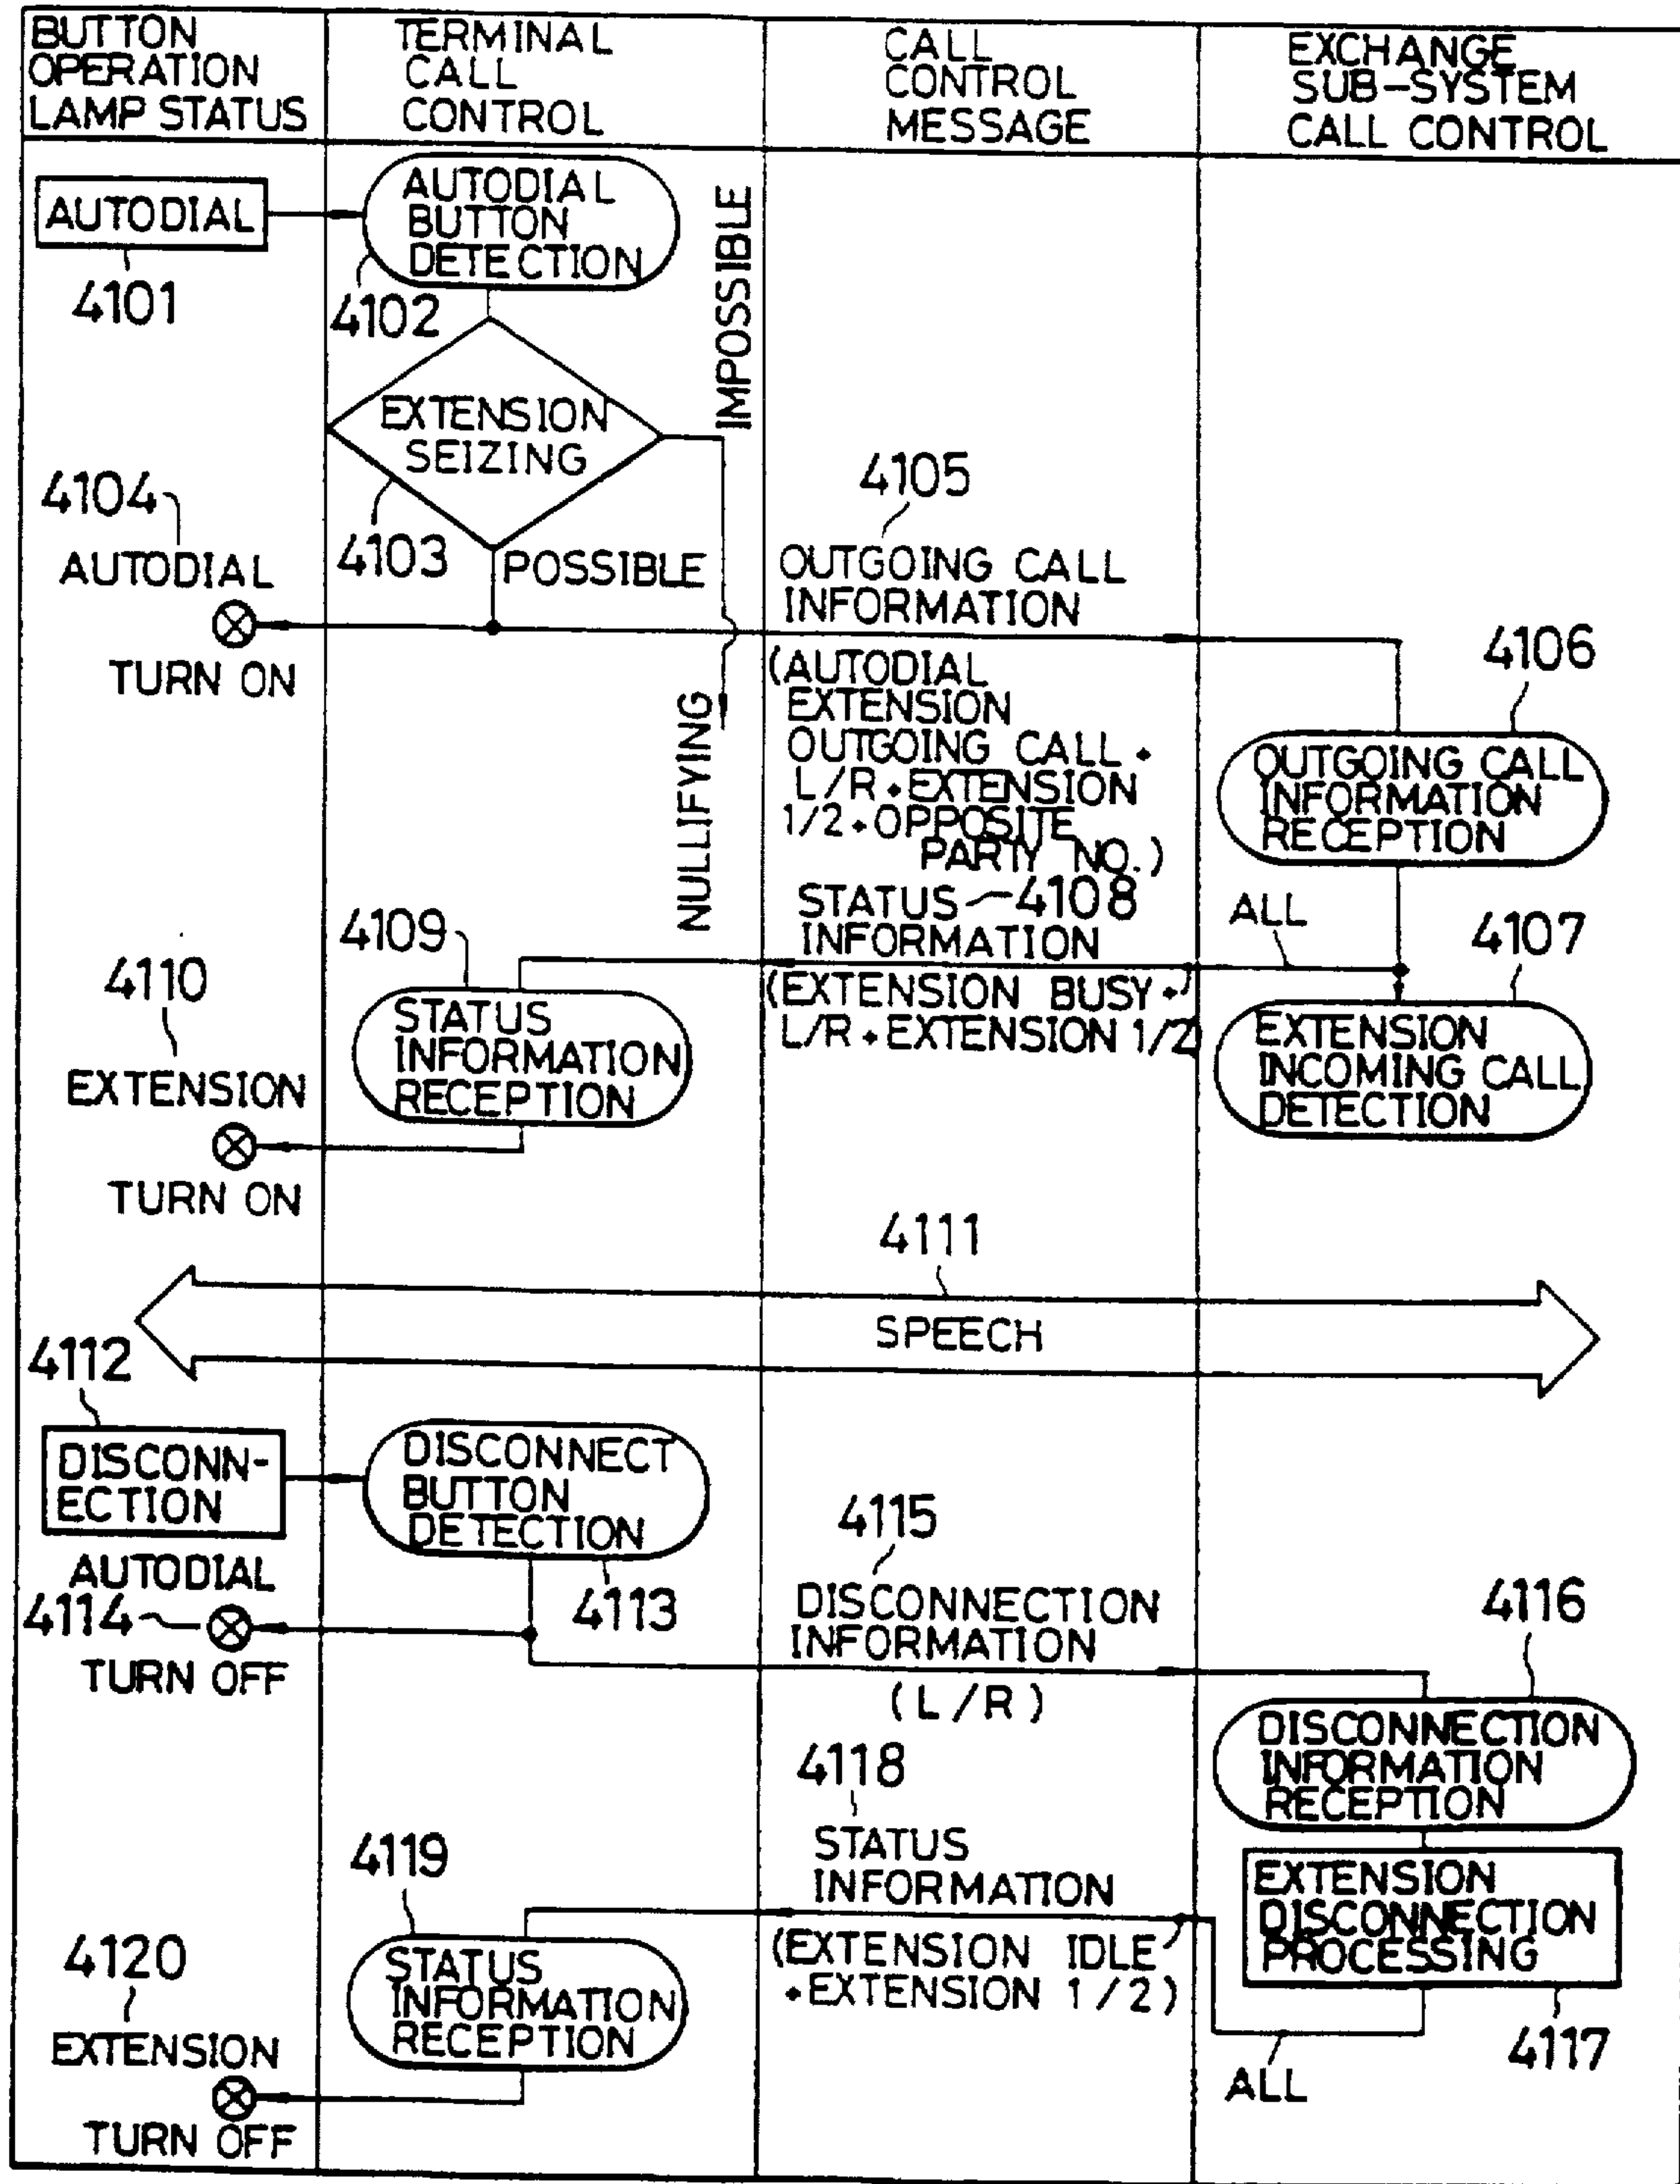 BUTTON
OPERATION
LAMP STATUS
TERMINAL
CALL
CONTROL
CALL
CONTROL
MESSAGE
EXCHANGE
SUB-SYSTEM
CALL CONTROL
AUTODIAL
4101
AUTODIAL
BUTTON
DETECTION
4102
IMPOSSIBLE
EXTENSION
SEIZING
4103
POSSIBLE
4104
AUTODIAL
TURN ON
NULLIFYING
4105
OUTGOING CALL
INFORMATION
(AUTODIAL
EXTENSION
OUTGOING CALL +
L/R + EXTENSION
1/2 + OPPOSITE
PARTY NO.)
4106
OUTGOING CALL
INFORMATION
RECEPTION
STATUS 4108
INFORMATION
(EXTENSION BUSY +
L/R + EXTENSION 1/2)
ALL
4107
EXTENSION
INCOMING CALL
DETECTION
4109
STATUS
INFORMATION
RECEPTION
4110
EXTENSION
TURN ON
4111
SPEECH
4112
DISCONN-
ECTION
DISCONNECT
BUTTON
DETECTION
4113
AUTODIAL
4114
TURN OFF
4115
DISCONNECTION
INFORMATION
(L/R)
4116
DISCONNECTION
INFORMATION
RECEPTION
EXTENSION
DISCONNECTION
PROCESSING
4117
ALL
4118
STATUS
INFORMATION
(EXTENSION IDLE
+ EXTENSION 1/2)
4119
STATUS
INFORMATION
RECEPTION
4120
EXTENSION
TURN OFF